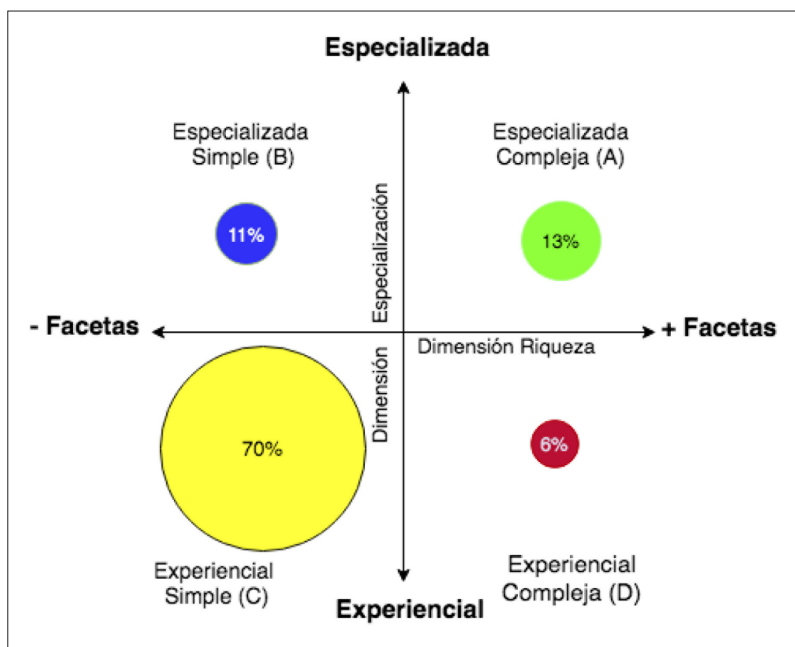 Especializada
Especializada
Simple (B)
Especializada
Compleja (A)
11%
13%
Dimensión Especialización
- Facetas
+ Facetas
Dimensión Riqueza
70%
6%
Experiencial
Simple (C)
Experiencial
Compleja (D)
Experiencial